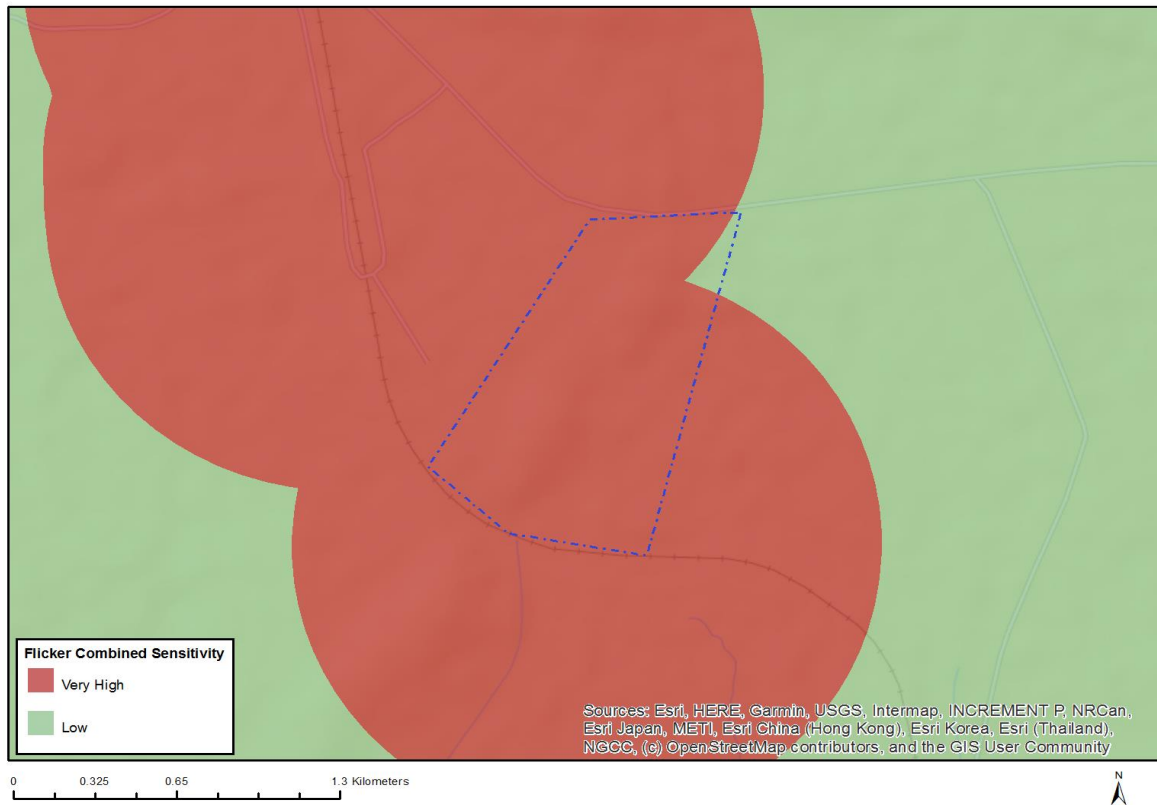 Flicker Combined Sensitivity
Very High
Low
Sources: Esri, HERE, Garmin, USGS, Intermap, INCREMENT P, NRCan,
Esri Japan, METI, Esri China (Hong Kong), Esri Korea, Esri (Thailand),
NGCC, (c) OpenStreetMap contributors, and the GIS User Community
0 0.325 0.65 1.3 Kilometers
N